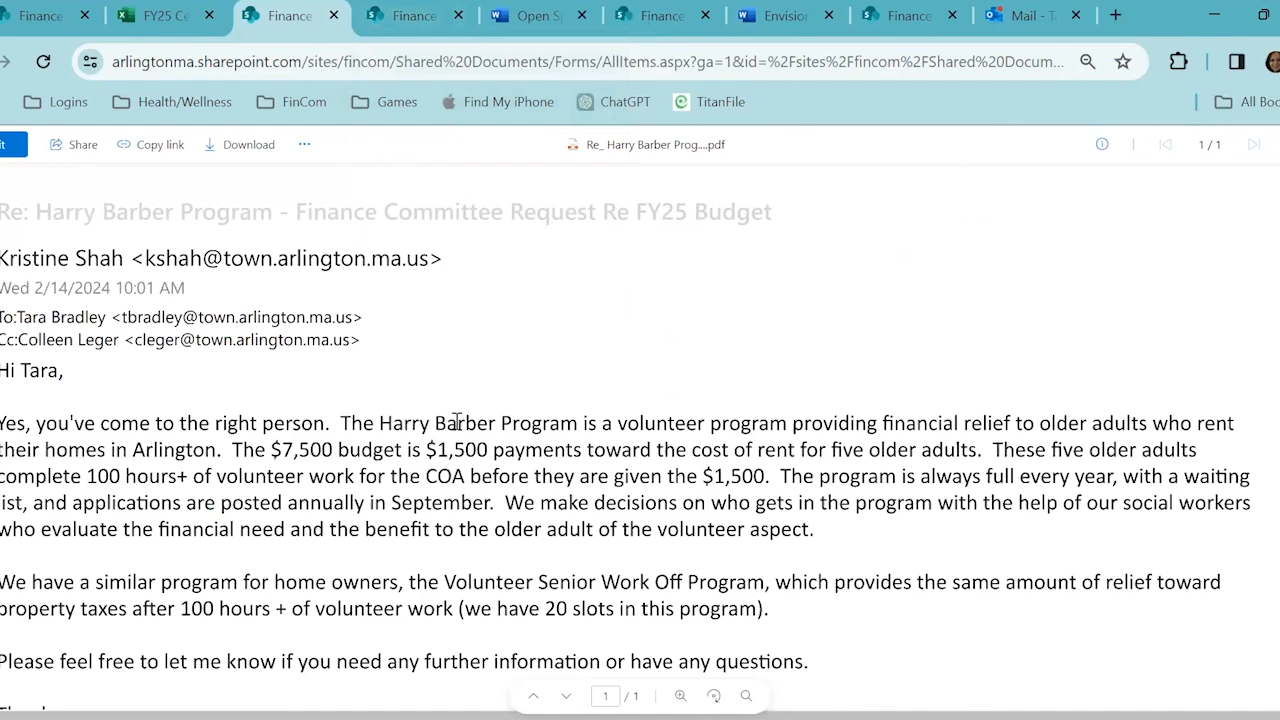 Finance
FY25 Ce
Finance
Finance
Open Sp
Finance
Envision
Finance
Mail - T
arlingtonma.sharepoint.com/sites/fincom/Shared%20Documents/Forms/AllItems.aspx?ga=1&id=%2Fsites%2Ffincom%2FShared%20Docum...
Logins
Health/Wellness
FinCom
Games
Find My iPhone
ChatGPT
TitanFile
All Boo
it
Share
Copy link
Download
...
Re_ Harry Barber Prog....pdf
1 / 1
Re: Harry Barber Program - Finance Committee Request Re FY25 Budget
Kristine Shah <kshah@town.arlington.ma.us>
Wed 2/14/2024 10:01 AM
To:Tara Bradley <tbradley@town.arlington.ma.us>
Cc:Colleen Leger <cleger@town.arlington.ma.us>
Hi Tara,
Yes, you've come to the right person. The Harry Barber Program is a volunteer program providing financial relief to older adults who rent
their homes in Arlington. The $7,500 budget is $1,500 payments toward the cost of rent for five older adults. These five older adults
complete 100 hours+ of volunteer work for the COA before they are given the $1,500. The program is always full every year, with a waiting
list, and applications are posted annually in September. We make decisions on who gets in the program with the help of our social workers
who evaluate the financial need and the benefit to the older adult of the volunteer aspect.
We have a similar program for home owners, the Volunteer Senior Work Off Program, which provides the same amount of relief toward
property taxes after 100 hours + of volunteer work (we have 20 slots in this program).
Please feel free to let me know if you need any further information or have any questions.
1 / 1